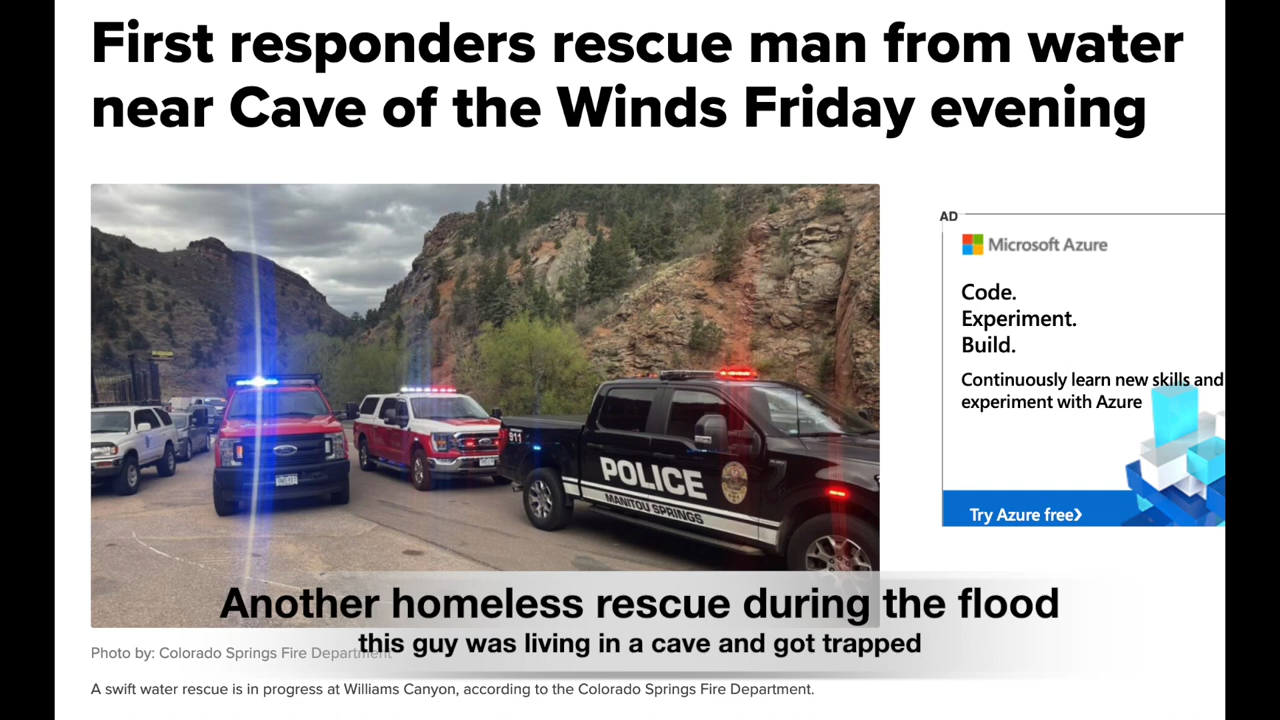 First responders rescue man from water
near Cave of the Winds Friday evening
AD
Microsoft Azure
Code.
Experiment.
Build.
Continuously learn new skills and
experiment with Azure
Try Azure free❯
911
POLICE
MANITOU SPRINGS
Another homeless rescue during the flood
this guy was living in a cave and got trapped
Photo by: Colorado Springs Fire Department
A swift water rescue is in progress at Williams Canyon, according to the Colorado Springs Fire Department.